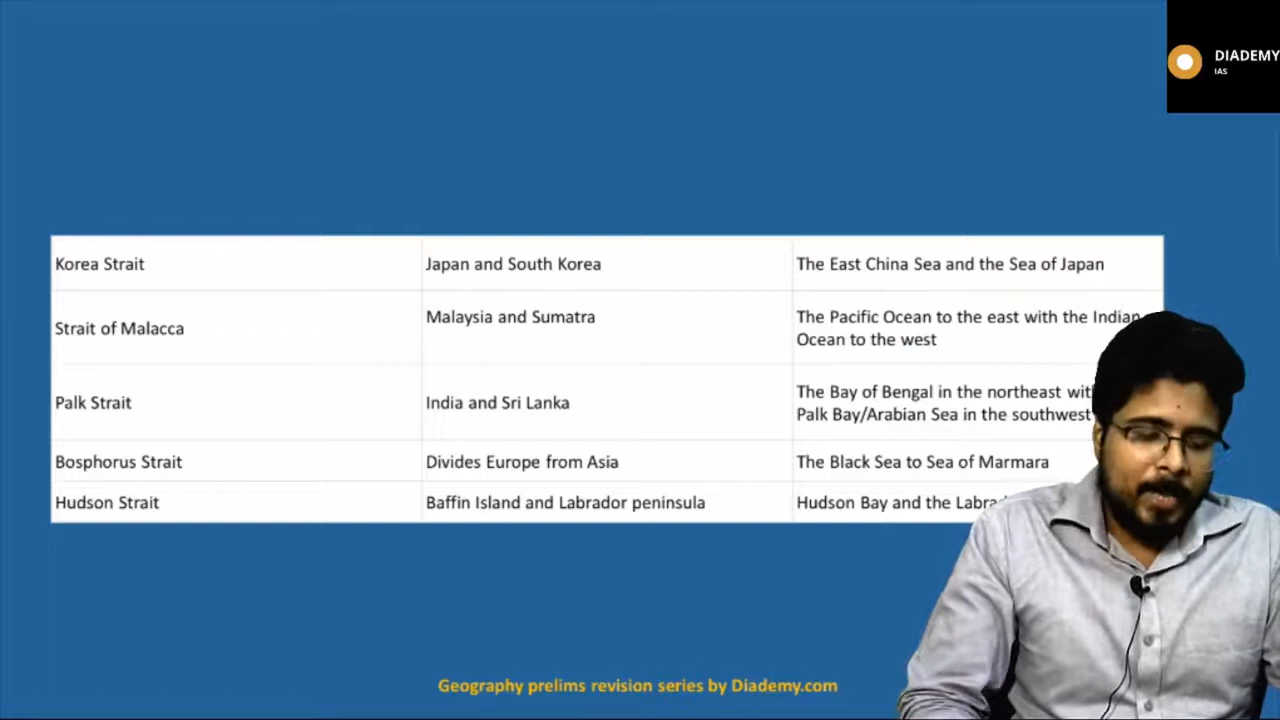 DIADEMY
IAS
Korea Strait
Japan and South Korea
The East China Sea and the Sea of Japan
Strait of Malacca
Malaysia and Sumatra
The Pacific Ocean to the east with the Indian
Ocean to the west
Palk Strait
India and Sri Lanka
The Bay of Bengal in the northeast
Palk Bay/Arabian Sea in the southwest
Bosphorus Strait
Divides Europe from Asia
The Black Sea to Sea of Marmara
Hudson Strait
Baffin Island and Labrador peninsula
Hudson Bay and the
Geography prelims revision series by Diademy.com